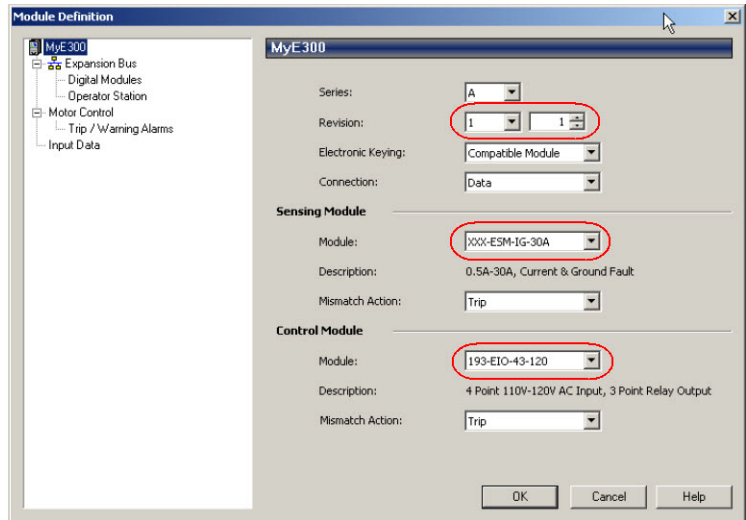 Module Definition
MyE300
Expansion Bus
Digital Modules
Operator Station
Motor Control
Trip / Warning Alarms
Input Data
MyE300
Series: A
Revision: 1 1
Electronic Keying: Compatible Module
Connection: Data
Sensing Module
Module: XXX-ESM-IG-30A
Description: 0.5A-30A, Current & Ground Fault
Mismatch Action: Trip
Control Module
Module: 193-EIO-43-120
Description: 4 Point 110V-120V AC Input, 3 Point Relay Output
Mismatch Action: Trip
OK Cancel Help